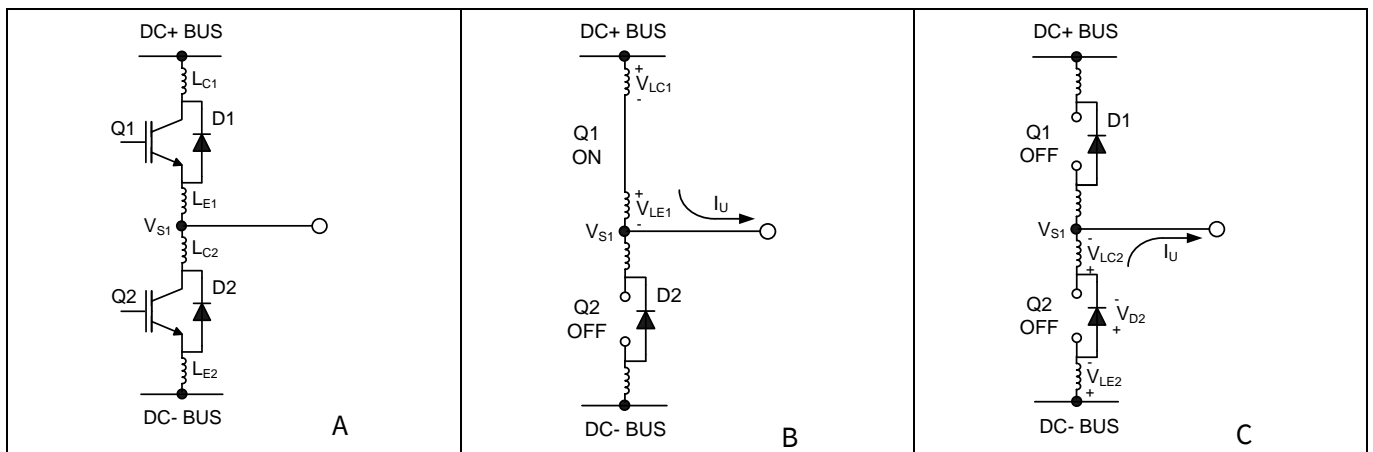 DC+ BUS
LC1
Q1
D1
LE1
VS1
LC2
Q2
D2
LE2
DC- BUS
A
DC+ BUS
+
VLC1
-
Q1
ON
+
VLE1
-
IU
VS1
Q2
OFF
D2
DC- BUS
B
DC+ BUS
Q1
OFF
D1
VS1
-
VLC2
+
IU
Q2
OFF
-
VD2
+
-
VLE2
+
DC- BUS
C